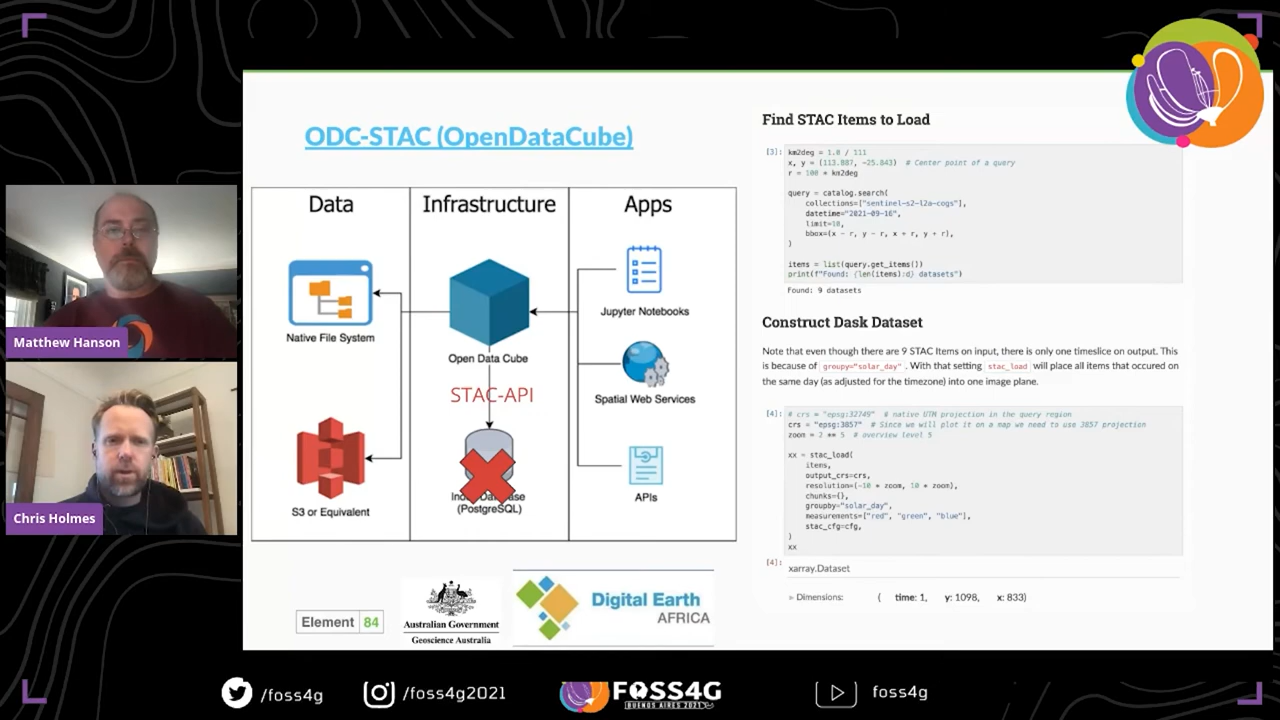 ODC-STAC (OpenDataCube)
Data
Infrastructure
Apps
Native File System
Open Data Cube
Jupyter Notebooks
STAC-API
Spatial Web Services
S3 or Equivalent
(PostgreSQL)
APIs
Element 84
Australian Government
Geoscience Australia
Digital Earth
AFRICA
Find STAC Items to Load
[3]: km2deg = 1.0 / 111
x, y = (113.887, -25.843)  # Center point of a query
r = 100 * km2deg
query = catalog.search(
collections=["sentinel-s2-l2a-cogs"],
datetime="2021-09-16",
limit=10,
bbox=(x - r, y - r, x + r, y + r),
)
items = list(query.get_items())
print(f"Found: {len(items):d} datasets")
Found: 9 datasets
Construct Dask Dataset
Note that even though there are 9 STAC Items on input, there is only one timeslice on output. This
is because of groupy="solar_day" . With that setting stac_load will place all items that occured on
the same day (as adjusted for the timezone) into one image plane.
[4]: # crs = "epsg:32749"  # native UTM projection in the query region
crs = "epsg:3857"  # Since we will plot it on a map we need to use 3857 projection
zoom = 2 ** 5  # overview level 5
xx = stac_load(
items,
output_crs=crs,
resolution=(-10 * zoom, 10 * zoom),
chunks={},
groupby="solar_day",
measurements=["red", "green", "blue"],
stac_cfg=cfg,
)
xx
[4]: xarray.Dataset
Dimensions: ( time: 1, y: 1098, x: 833)
Matthew Hanson
Chris Holmes
/foss4g
/foss4g2021
FOSS4G
BUENOS AIRES 2021
foss4g